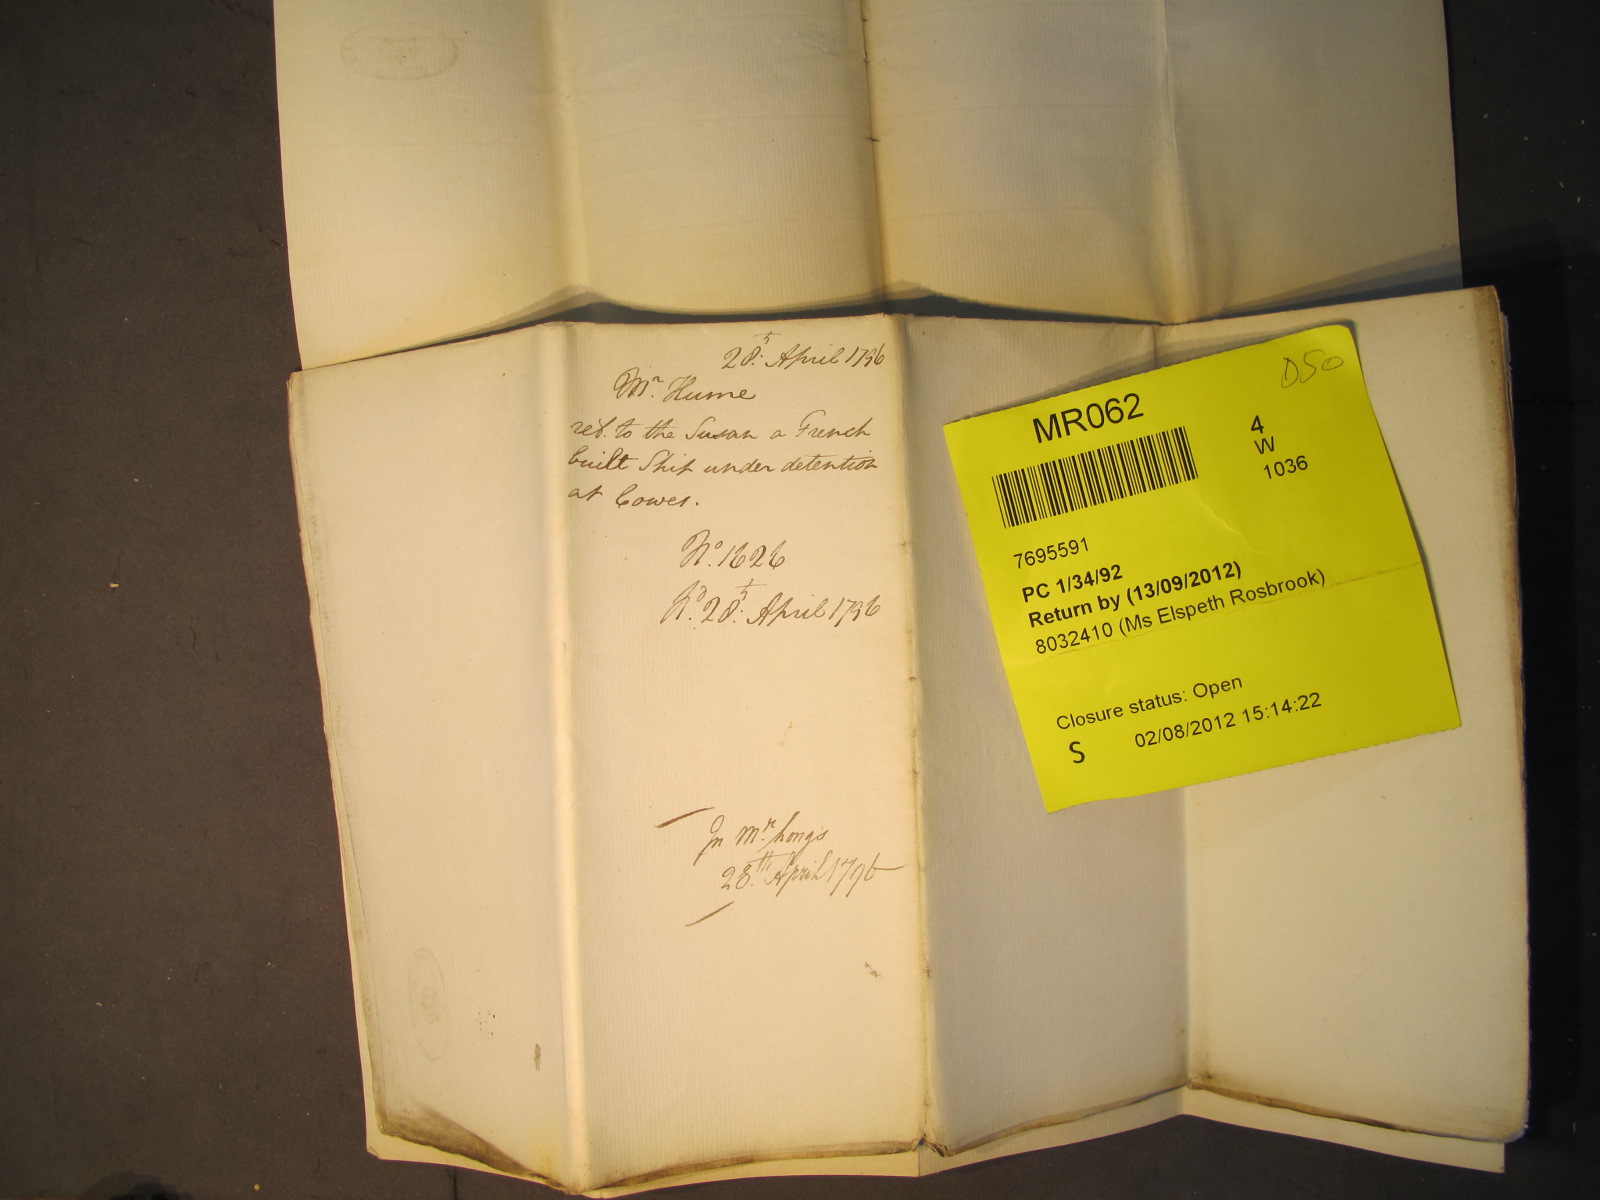 28th April 1796
Mr. Hume
rel. to the Susan a French
built Ship under detention
at Cowes.
No. 1626
Rd. 28th April 1796
In Mr. Long's
28th April 1796
D50
MR062
4
W
1036
7695591
PC 1/34/92
Return by (13/09/2012)
8032410 (Ms Elspeth Rosbrook)
Closure status: Open
S 02/08/2012 15:14:22